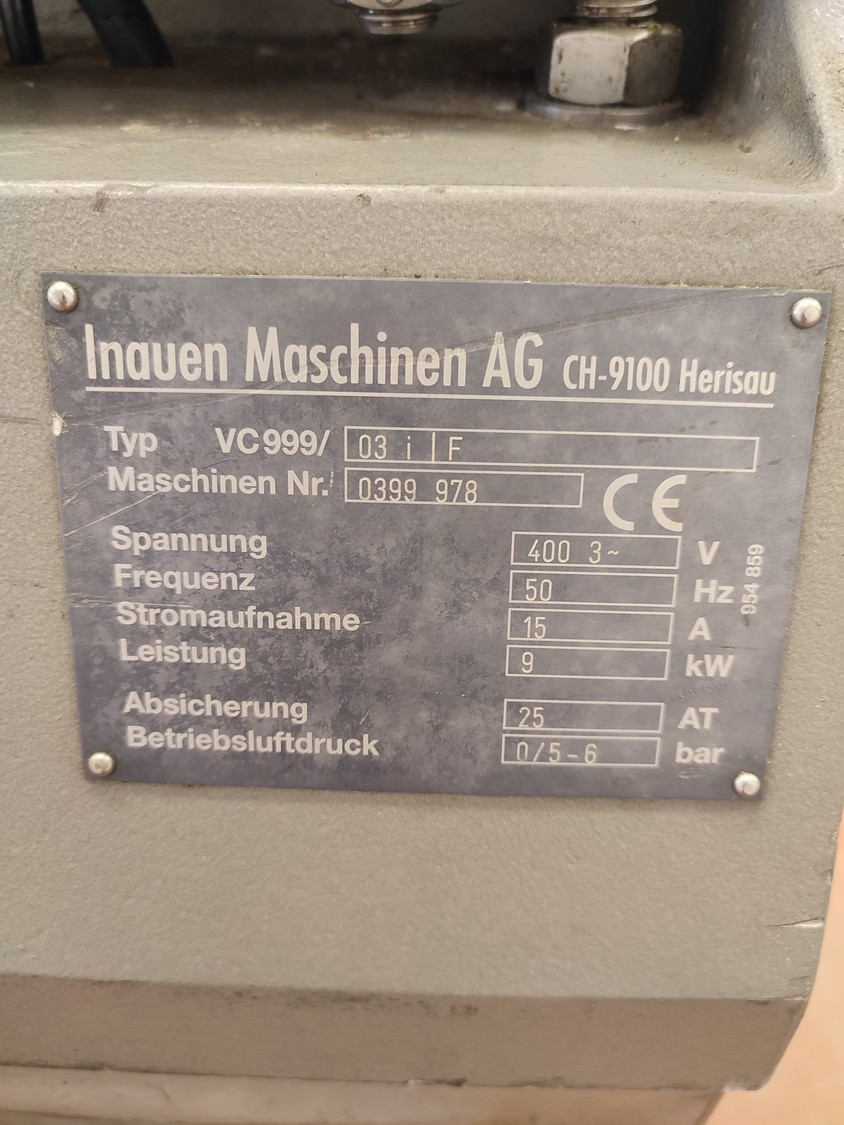 Inauen Maschinen AG CH-9100 Herisau
Typ VC999/ 03 i | F
Maschinen Nr. 0399 978
CE
Spannung 400 3~ V
Frequenz 50 Hz
Stromaufnahme 15 A
Leistung 9 kW
954 859
Absicherung 25 AT
Betriebsluftdruck 0/5-6 bar